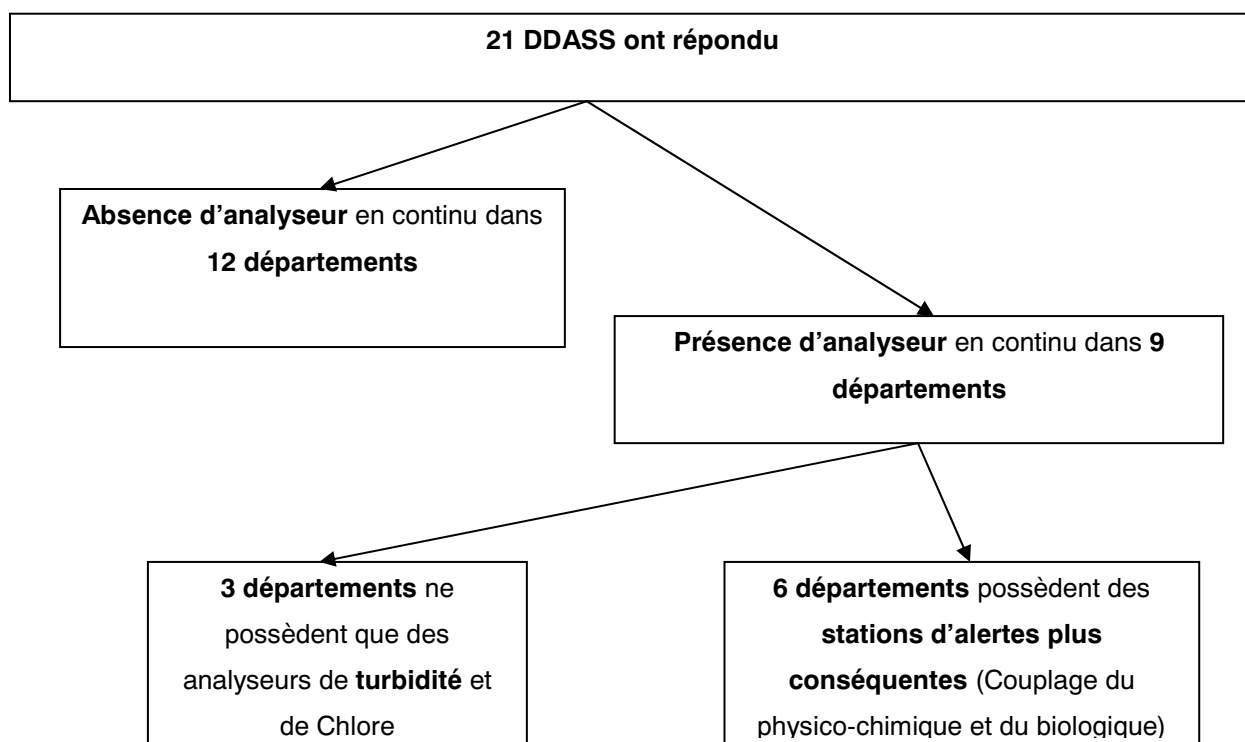 21 DDASS ont répondu
Absence d’analyseur en continu dans
12 départements
Présence d’analyseur en continu dans 9
départements
3 départements ne
possèdent que des
analyseurs de turbidité et
de Chlore
6 départements possèdent des
stations d’alertes plus
conséquentes (Couplage du
physico-chimique et du biologique)